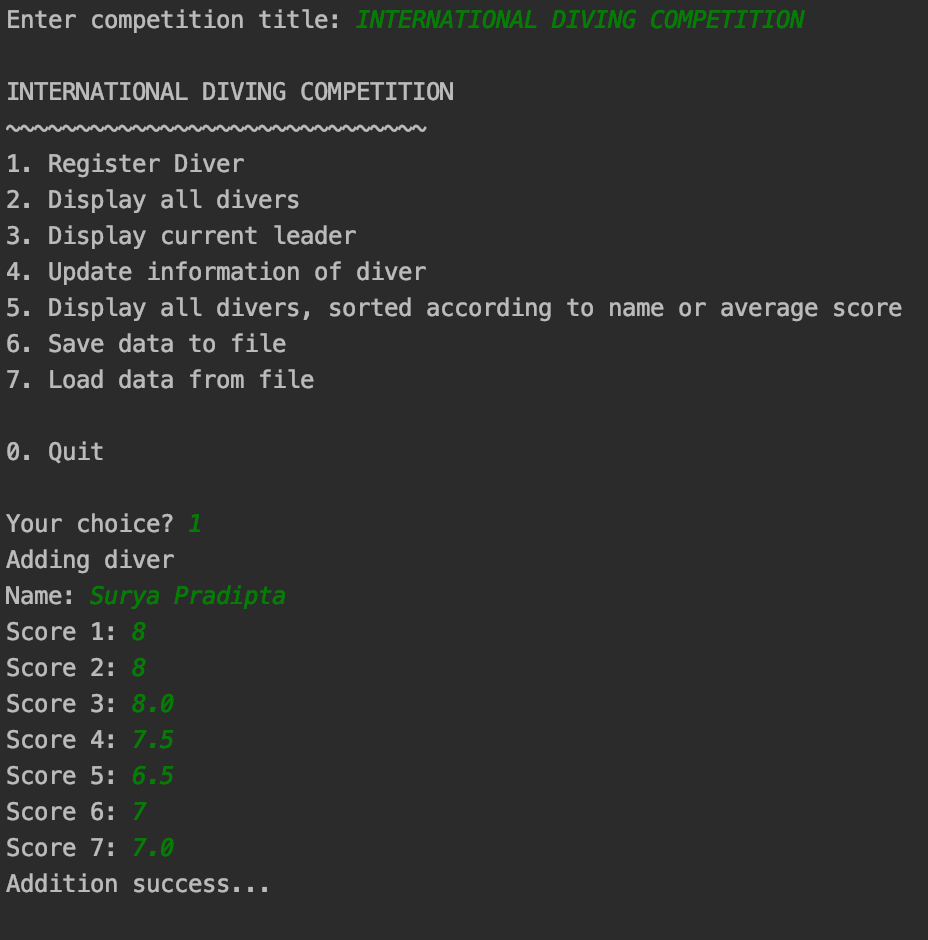 Enter competition title: INTERNATIONAL DIVING COMPETITION
INTERNATIONAL DIVING COMPETITION
~~~~~~~~~~~~~~~~~~~~~~~~~~~~~~
1. Register Diver
2. Display all divers
3. Display current leader
4. Update information of diver
5. Display all divers, sorted according to name or average score
6. Save data to file
7. Load data from file
0. Quit
Your choice? 1
Adding diver
Name: Surya Pradipta
Score 1: 8
Score 2: 8
Score 3: 8.0
Score 4: 7.5
Score 5: 6.5
Score 6: 7
Score 7: 7.0
Addition success...